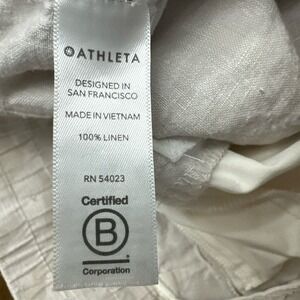 ATHLETA
DESIGNED IN
SAN FRANCISCO
MADE IN VIETNAM
100% LINEN
RN 54023
Certified
B
Corporation